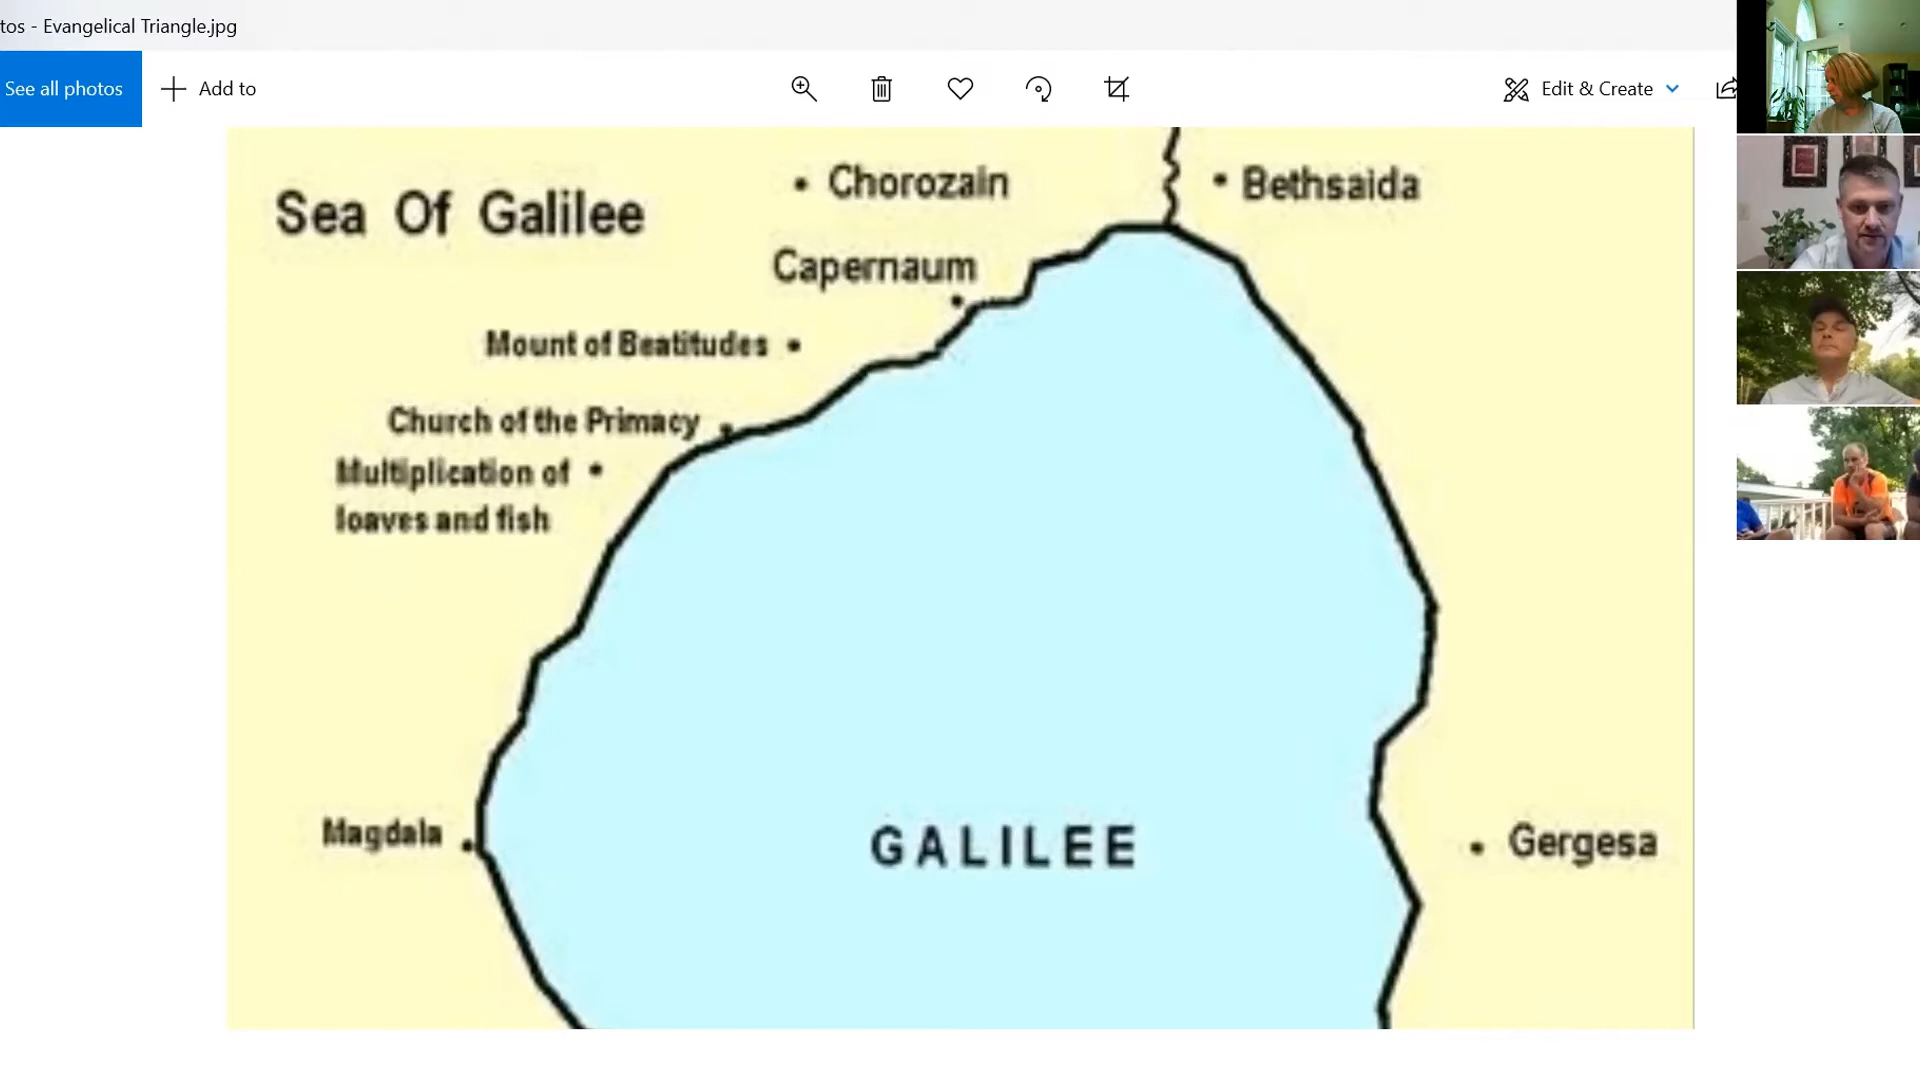 tos - Evangelical Triangle.jpg
See all photos
Add to
Edit & Create
Sea Of Galilee
Chorozain
Bethsaida
Capernaum
Mount of Beatitudes
Church of the Primacy
Multiplication of
loaves and fish
Magdala
GALILEE
Gergesa